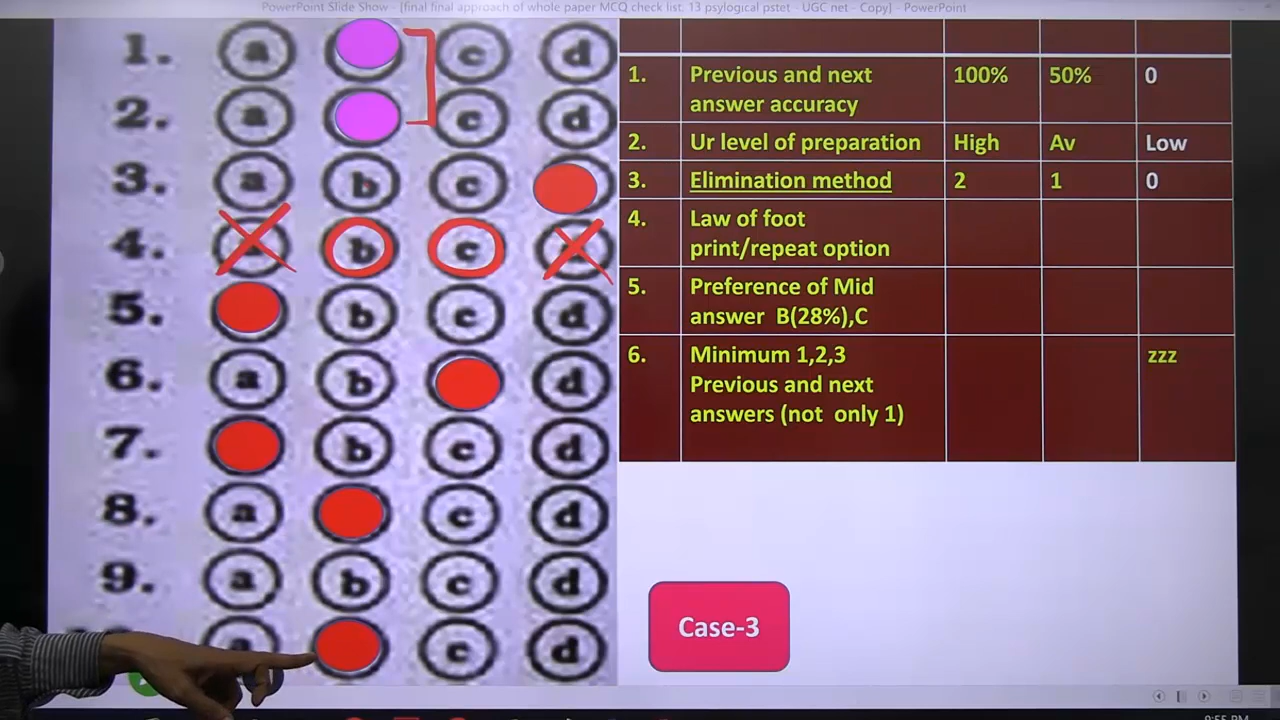 PowerPoint Slide Show - [final final approach of whole paper MCQ check list. 13 psylogical pstet - UGC net - Copy] - PowerPoint
1. a c d
2. a c d
3. a b c
4. b c
5. b c d
6. a b d
7. b c d
8. a c d
9. a b c d
c d
1. Previous and next answer accuracy 100% 50% 0
2. Ur level of preparation High Av Low
3. Elimination method 2 1 0
4. Law of foot
print/repeat option
5. Preference of Mid
answer B(28%),C
6. Minimum 1,2,3 zzz
Previous and next
answers (not only 1)
Case-3
9:55 PM